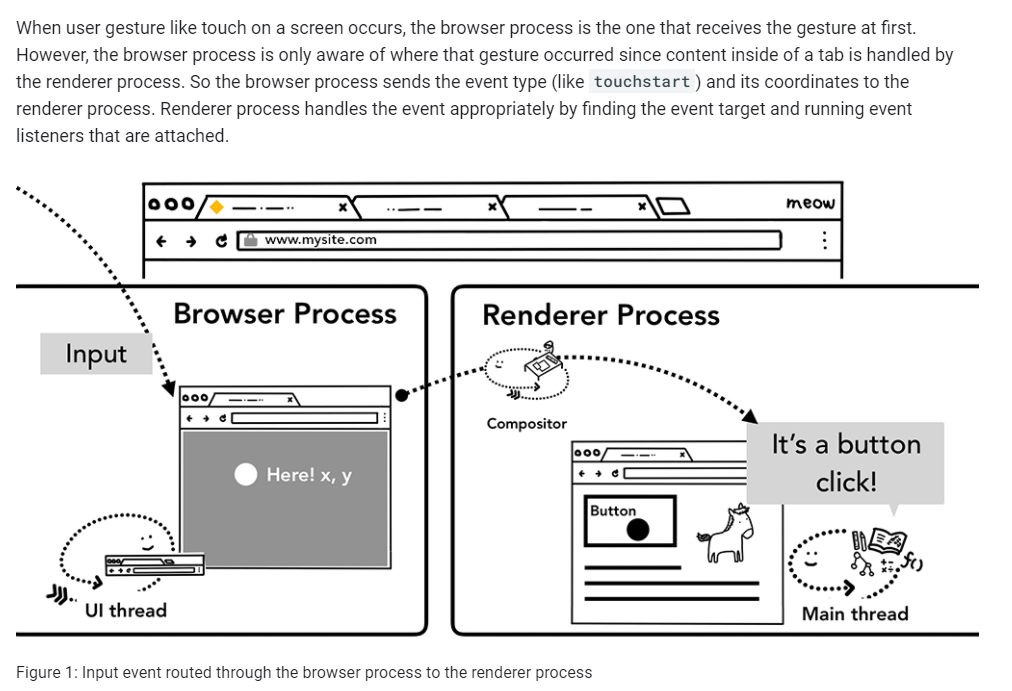 When user gesture like touch on a screen occurs, the browser process is the one that receives the gesture at first.
However, the browser process is only aware of where that gesture occurred since content inside of a tab is handled by
the renderer process. So the browser process sends the event type (like touchstart) and its coordinates to the
renderer process. Renderer process handles the event appropriately by finding the event target and running event
listeners that are attached.
meow
www.mysite.com
Browser Process
Renderer Process
Input
Compositor
It's a button
click!
Here! x, y
Button
f()
UI thread
Main thread
Figure 1: Input event routed through the browser process to the renderer process